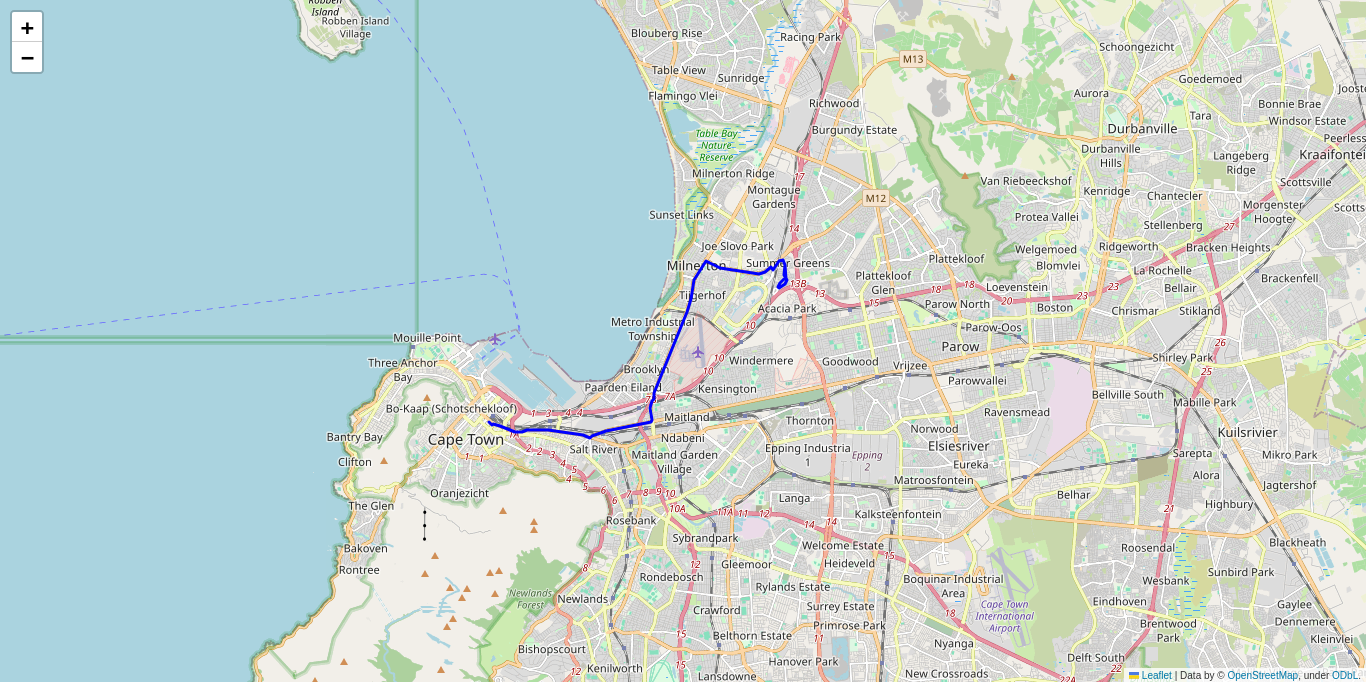 +
−
Robben
Island
Robben Island
Village
Blouberg Rise
Racing Park
Schoongezicht
M13
Table View
Sunridge
Goedemoed
Flamingo Vlei
Aurora
Richwood
Bonnie Brae
Tara
Windsor Estate
Table Bay
Nature
Reserve
Burgundy Estate
Durbanville
Peerless
Durbanville
Hills
Langeberg
Ridge
Kraaifontei
Milnerton Ridge
17
Van Riebeeckshof
Scottsville
Montague
Gardens
M12
Kenridge
Chantecler
Morgenster
Hoogte
Scotts
Sunset Links
Protea Vallei
Stellenberg
14
27
Joe Slovo Park
Plattekloof
Welgemoed
Ridgeworth
Bracken Heights
Milnerton
Summer Greens
Blomvlei
La Rochelle
Plattekloof
Glen
Brackenfell
13B
Loevenstein
18
23
23
Bellair
Tijgerhof
13
15
20
Parow North
Acacia Park
Boston
Chrismar
Stikland
Metro Industrial
Township
10
Parow-Oos
Mouille Point
Parow
26
Three Anchor
Bay
10
Windermere
Goodwood
Vrijzee
Shirley Park
Brooklyn
10
25
Paarden Eiland
Kensington
Parowvallei
Bellville South
7A
Mabille Park
Bo-Kaap (Schotschekloof)
1 3 4 4
Maitland
Thornton
Ravensmead
Bantry Bay
Cape Town
Ndabeni
Norwood
Kuilsrivier
Salt River
Maitland Garden
Village
Epping Industria
1
Epping
2
Elsiesriver
Sarepta
Mikro Park
Clifton
1 1
2 2 3 4 5
4
5
Eureka
Alora
Oranjezicht
6
6
7 8 9 10
Langa
Matroosfontein
Belhar
Jagtershof
The Glen
10A
11A 11 12
Highbury
Rosebank
14
14
Kalksteenfontein
21
Bakoven
Sybrandpark
Welcome Estate
Roosendal
Blackheath
Rontree
8
12
Gleemoor
Heideveld
Rondebosch
Boquinar Industrial
Area
Wesbank
Sunbird Park
Newlands
Forest
Newlands
Rylands Estate
Cape Town
International
Airport
Eindhoven
Crawford
Surrey Estate
18
Gaylee
Bishopscourt
15
Belthorn Estate
11
Primrose Park
Brentwood
Park
Dennemere
Nyanga
Kleinvlei
Kenilworth
12
15
Hanover Park
Delft South
Lansdowne
New Crossroads
22A
Leaflet | Data by © OpenStreetMap, under ODbL.